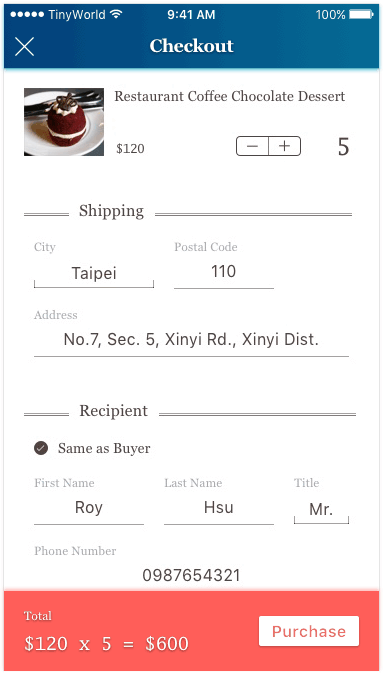 TinyWorld 9:41 AM 100%
Checkout
Restaurant Coffee Chocolate Dessert
$120 5
Shipping
City Postal Code
Taipei 110
Address
No.7, Sec. 5, Xinyi Rd., Xinyi Dist.
Recipient
Same as Buyer
First Name Last Name Title
Roy Hsu Mr.
Phone Number
0987654321
Total
$120 x 5 = $600 Purchase